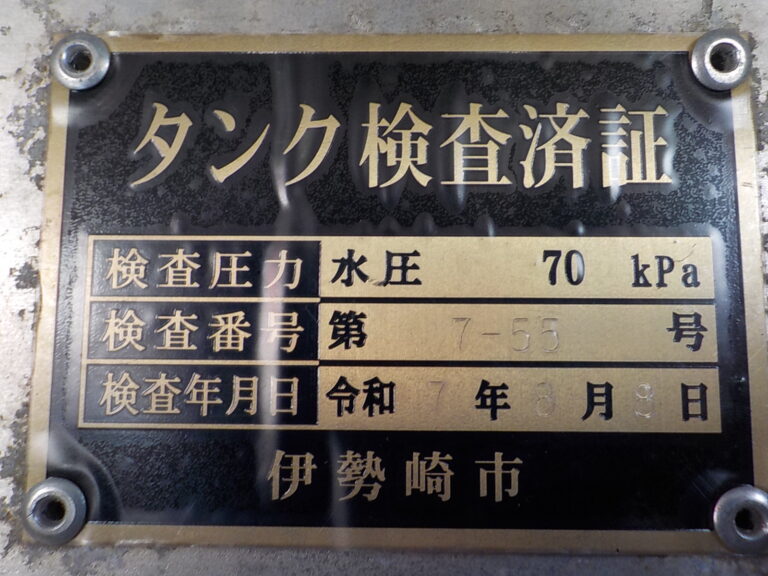 タンク検査済証
検査圧力 水圧 70 kPa
検査番号 第 7-55 号
検査年月日 令和 7 年 8 月 8 日
伊勢崎市